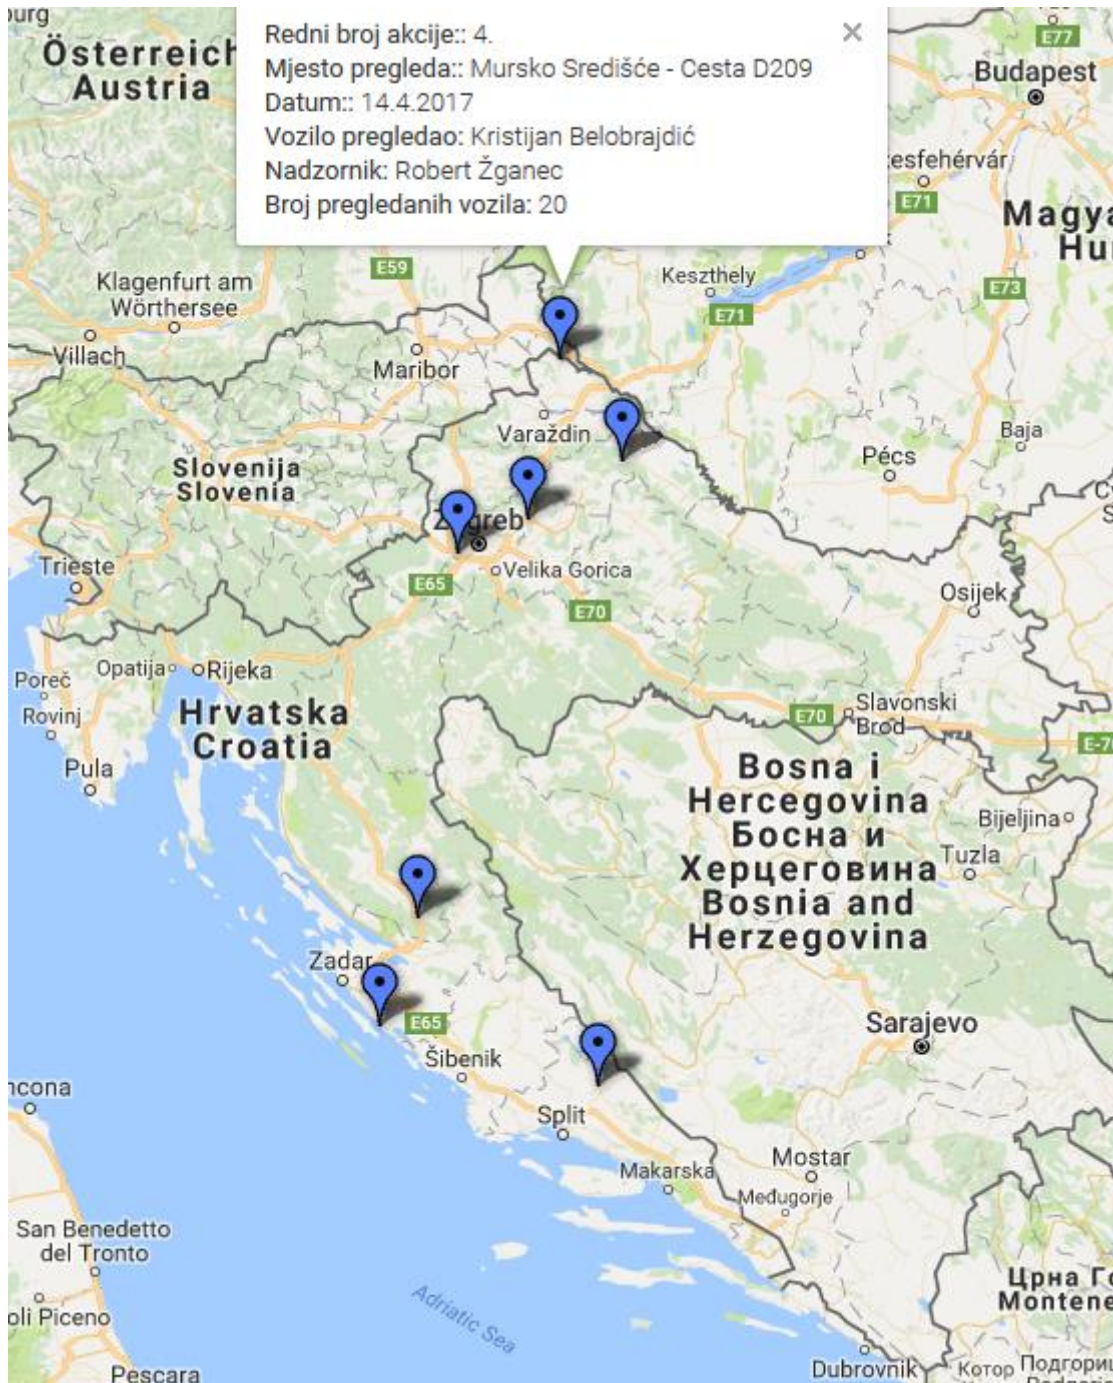 Redni broj akcije:: 4.
Mjesto pregleda:: Mursko Središće - Cesta D209
Datum:: 14.4.2017
Vozilo pregledao: Kristijan Belobrajdić
Nadzornik: Robert Žganec
Broj pregledanih vozila: 20
Österreich
Austria
E77
Budapest
E71
E59
Klagenfurt am
Wörthersee
Keszthely
E73
E71
Villach
Maribor
Varaždin
Baja
Pécs
Slovenija
Slovenia
Trieste
Velika Gorica
E65
E70
Osijek
Opatija
Rijeka
Poreč
Rovinj
Pula
Hrvatska
Croatia
E70
Slavonski
Brod
Bosna i
Hercegovina
Босна и
Херцеговина
Bosnia and
Herzegovina
Bijeljina
Tuzla
Zadar
E65
Sarajevo
Šibenik
Split
Makarska
Mostar
Međugorje
San Benedetto
del Tronto
Adriatic Sea
Pescara
Dubrovnik
Котор